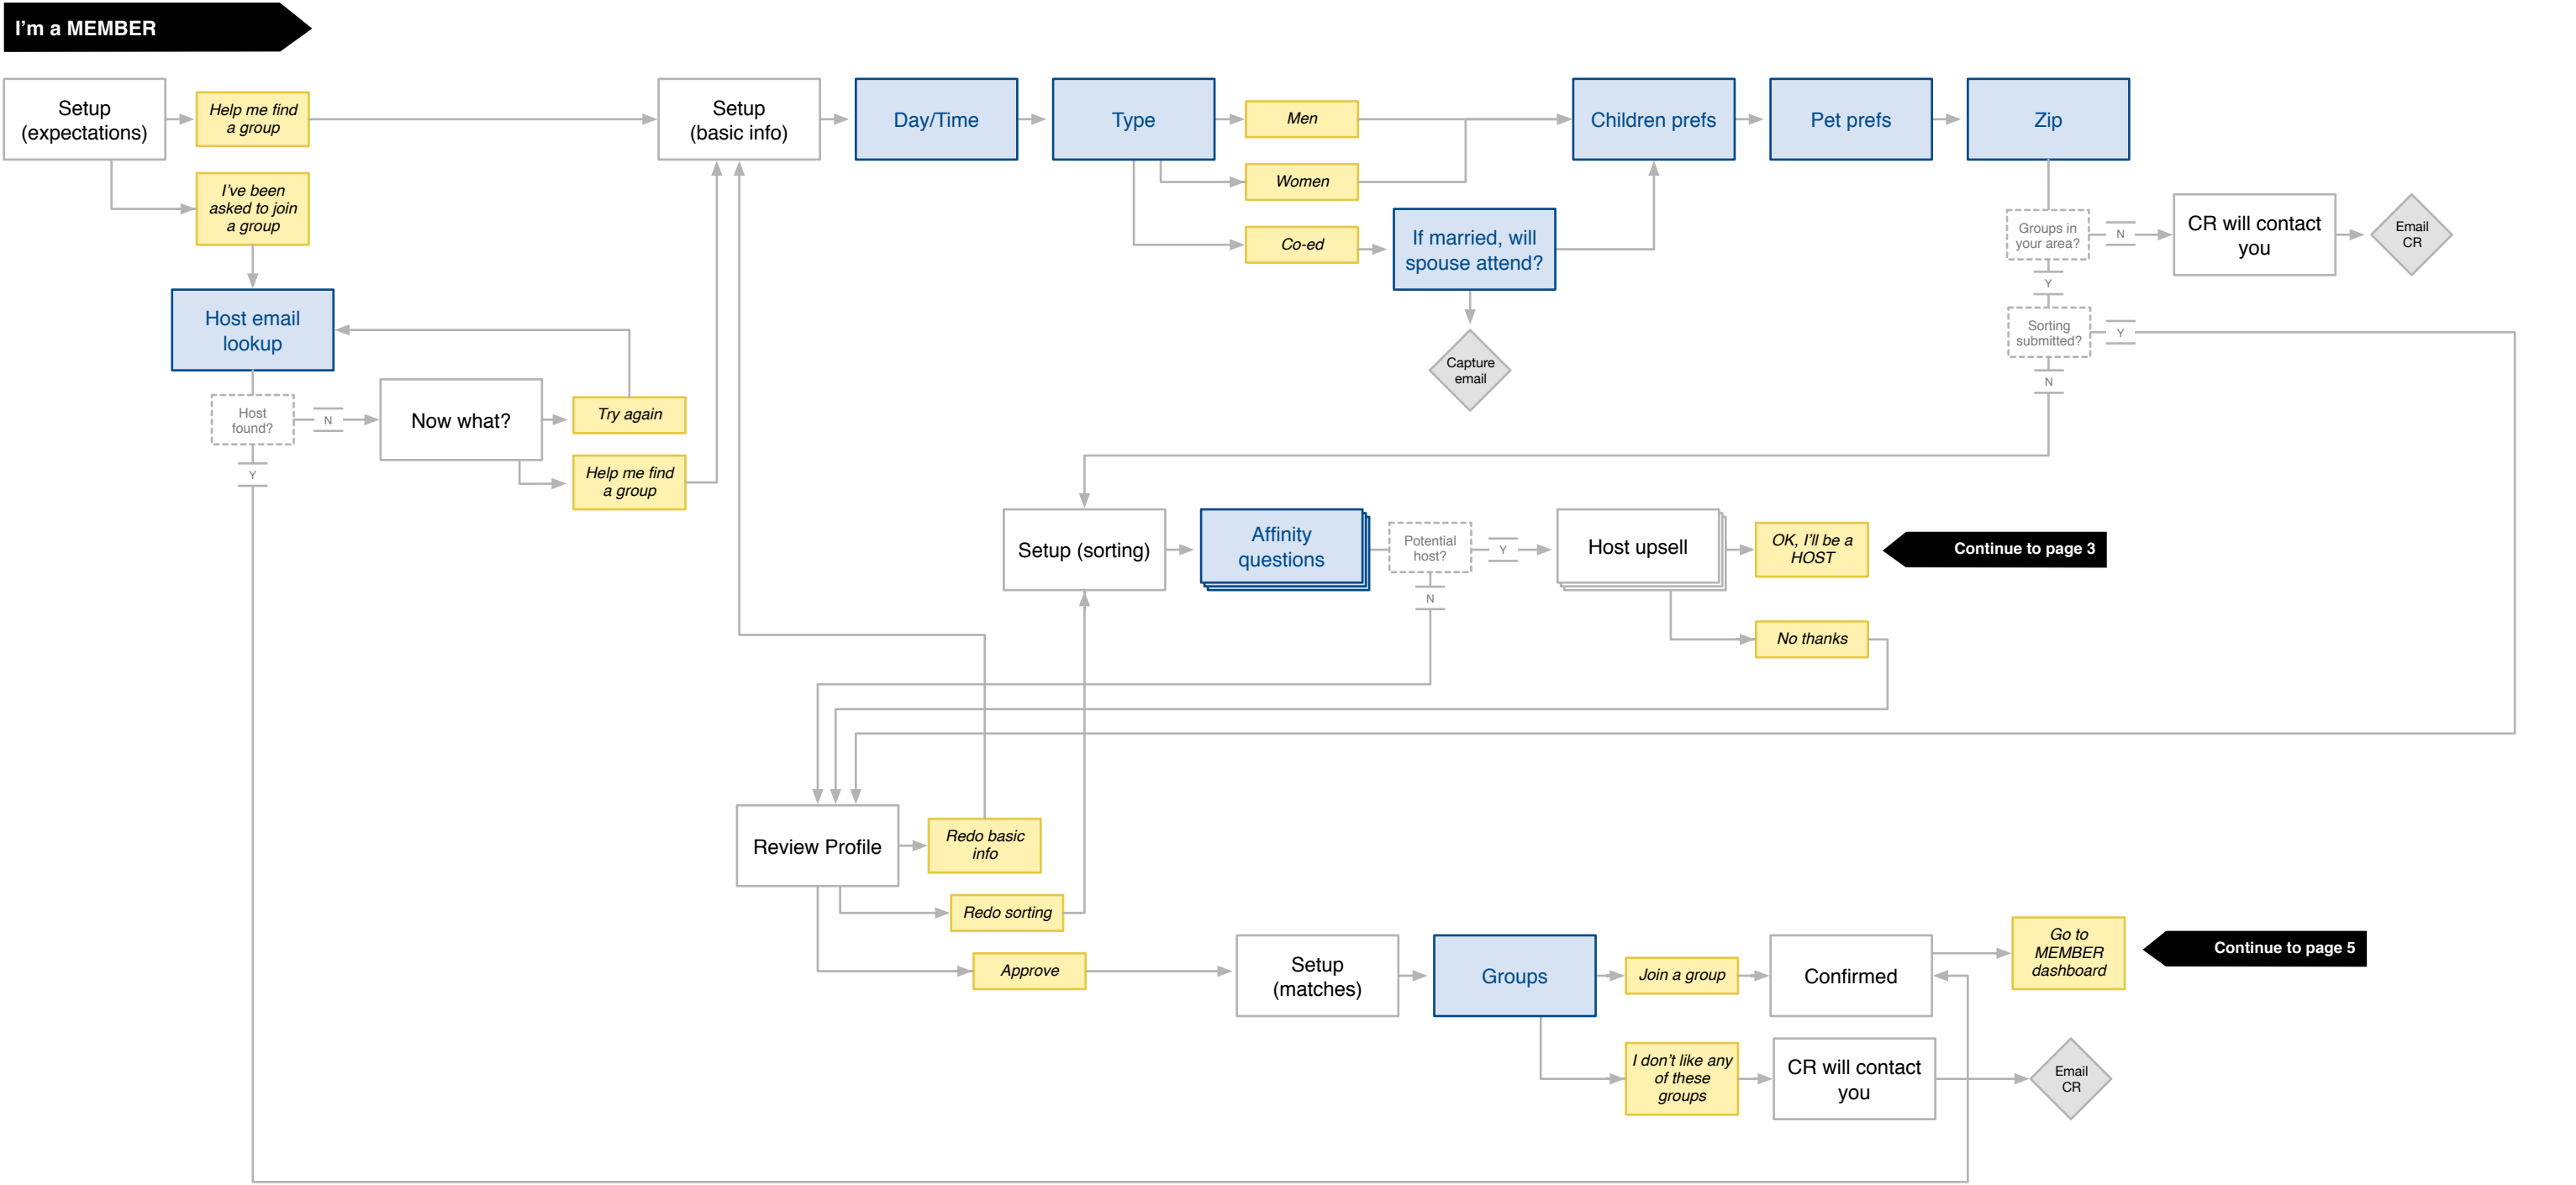 I'm a MEMBER
Setup
(expectations)
Help me find
a group
Setup
(basic info)
Day/Time
Type
Men
Children prefs
Pet prefs
Zip
I've been
asked to join
a group
Women
Co-ed
If married, will
spouse attend?
Groups in
your area?
N
CR will contact
you
Email
CR
Y
Host email
lookup
Sorting
submitted?
Y
N
Capture
email
Host
found?
N
Now what?
Try again
Y
Help me find
a group
Setup (sorting)
Affinity
questions
Potential
host?
Y
Host upsell
OK, I'll be a
HOST
Continue to page 3
N
No thanks
Review Profile
Redo basic
info
Redo sorting
Approve
Setup
(matches)
Groups
Join a group
Confirmed
Go to
MEMBER
dashboard
Continue to page 5
I don't like any
of these
groups
CR will contact
you
Email
CR